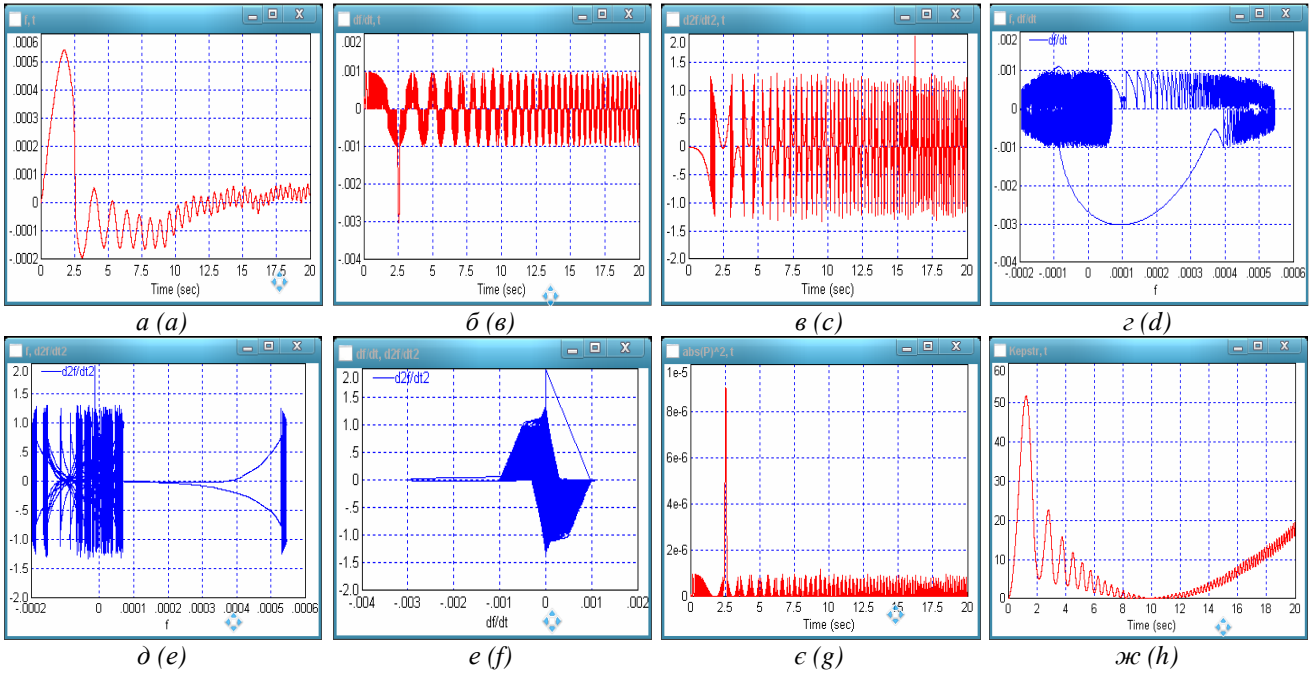 f, t
.0006
.0005
.0004
.0003
.0002
.0001
0
-.0001
-.0002
0 2.5 5 7.5 10 12.5 15 17.5 20
Time (sec)
а (a)
df/dt, t
.002
.001
0
-.001
-.002
-.003
-.004
0 2.5 5 7.5 10 12.5 15 17.5 20
Time (sec)
б (в)
d2f/dt2, t
2.0
1.5
1.0
.5
0
-.5
-1.0
-1.5
-2.0
0 2.5 5 7.5 10 12.5 15 17.5 20
Time (sec)
в (c)
f, df/dt
df/dt
.002
.001
0
-.001
-.002
-.003
-.004
-.0002 -.0001 0 .0001 .0002 .0003 .0004 .0005 .0006
f
г (d)
f, d2f/dt2
d2f/dt2
2.0
1.5
1.0
.5
0
-.5
-1.0
-1.5
-2.0
-.0002 0 .0001 .0002 .0003 .0004 .0005 .0006
f
д (e)
df/dt, d2f/dt2
d2f/dt2
2.0
1.5
1.0
.5
0
-.5
-1.0
-1.5
-2.0
-.004 -.003 -.002 -.001 0 .001 .002
df/dt
е (f)
abs(P)^2, t
1e-5
8e-6
6e-6
4e-6
2e-6
0
0 2.5 5 7.5 10 12.5 15 17.5 20
Time (sec)
є (g)
Kepstr, t
60
50
40
30
20
10
0
0 2 4 6 8 10 12 14 16 18 20
Time (sec)
ж (h)